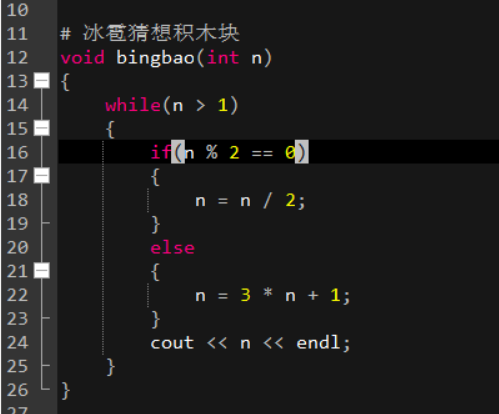 10
11 # 冰雹猜想积木块
12 void bingbao(int n)
13 {
14 while(n > 1)
15 {
16 if(n % 2 == 0)
17 {
18 n = n / 2;
19 }
20 else
21 {
22 n = 3 * n + 1;
23 }
24 cout << n << endl;
25 }
26 }
27